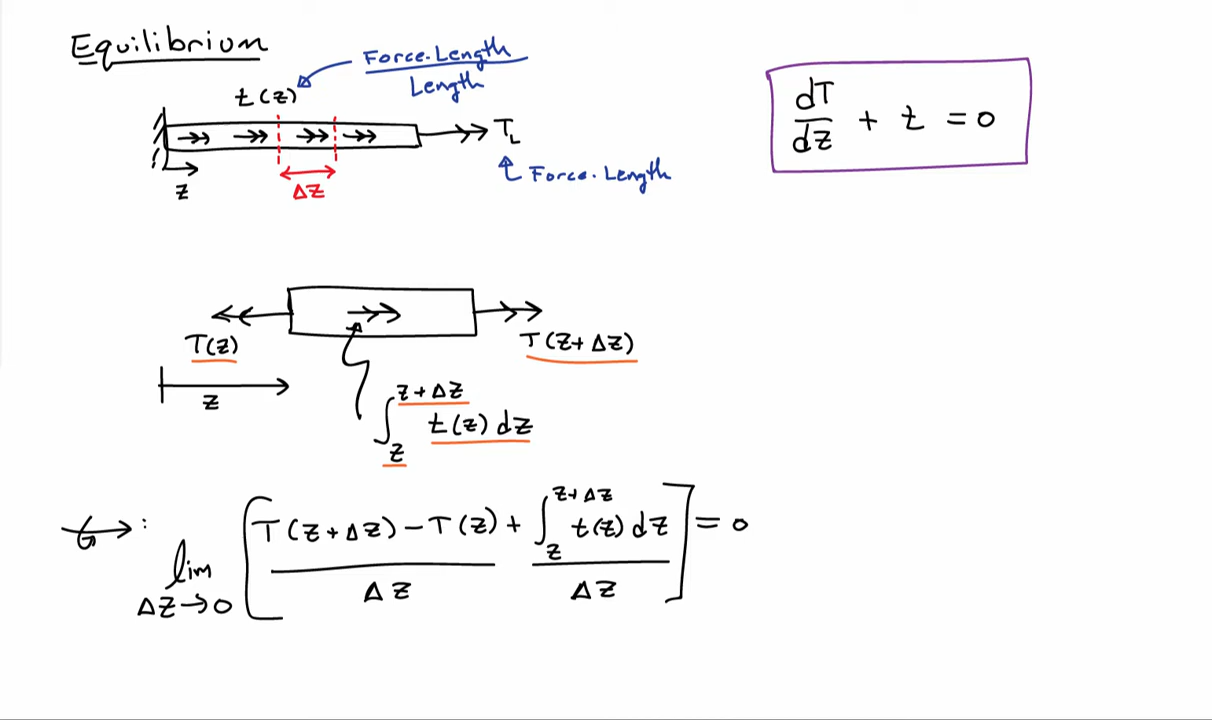 Equilibrium
Force·Length
Length
t(z)
T_L
z
Δz
Force·Length
dT/dz + t = 0
T(z)
T(z+Δz)
z
∫_z^{z+Δz} t(z) dz
lim_{Δz→0} [ (T(z+Δz) − T(z))/Δz + (∫_z^{z+Δz} t(z) dz)/Δz ] = 0